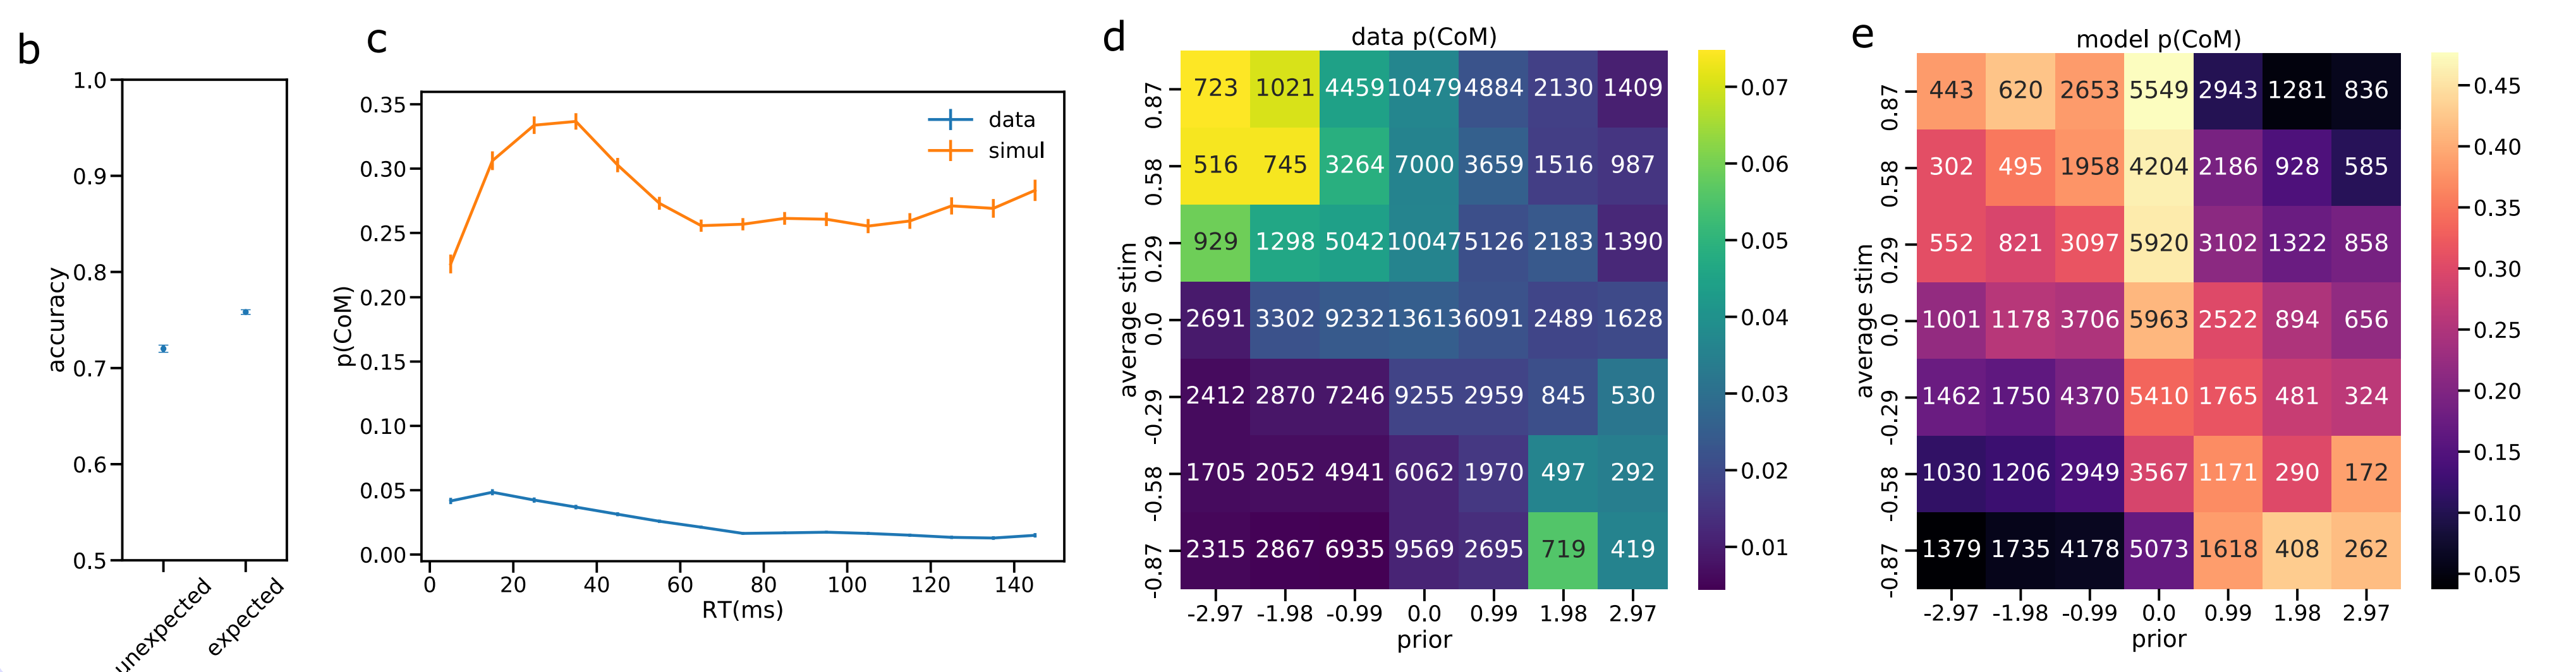 b
1.0
0.9
0.8
0.7
0.6
0.5
accuracy
unexpected
expected
c
0.35
0.30
0.25
0.20
0.15
0.10
0.05
0.00
p(CoM)
data
simul
0 20 40 60 80 100 120 140
RT(ms)
d
data p(CoM)
average stim
0.87 723 1021 4459 10479 4884 2130 1409
0.58 516 745 3264 7000 3659 1516 987
0.29 929 1298 5042 10047 5126 2183 1390
0.0 2691 3302 9232 13613 6091 2489 1628
-0.29 2412 2870 7246 9255 2959 845 530
-0.58 1705 2052 4941 6062 1970 497 292
-0.87 2315 2867 6935 9569 2695 719 419
-2.97 -1.98 -0.99 0.0 0.99 1.98 2.97
prior
0.07
0.06
0.05
0.04
0.03
0.02
0.01
e
model p(CoM)
average stim
0.87 443 620 2653 5549 2943 1281 836
0.58 302 495 1958 4204 2186 928 585
0.29 552 821 3097 5920 3102 1322 858
0.0 1001 1178 3706 5963 2522 894 656
-0.29 1462 1750 4370 5410 1765 481 324
-0.58 1030 1206 2949 3567 1171 290 172
-0.87 1379 1735 4178 5073 1618 408 262
-2.97 -1.98 -0.99 0.0 0.99 1.98 2.97
prior
0.45
0.40
0.35
0.30
0.25
0.20
0.15
0.10
0.05